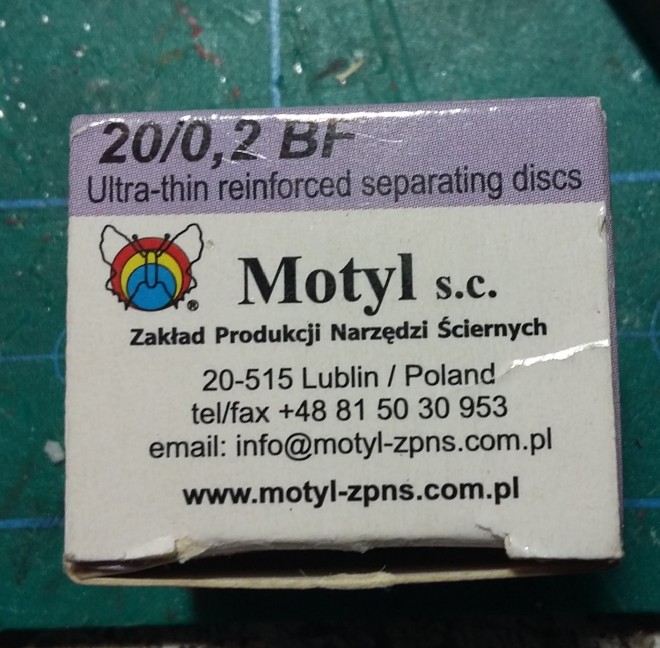 20/0,2 BF
Ultra-thin reinforced separating discs
®
Motyl s.c.
Zakład Produkcji Narzędzi Ściernych
20-515 Lublin / Poland
tel/fax +48 81 50 30 953
email: info@motyl-zpns.com.pl
www.motyl-zpns.com.pl